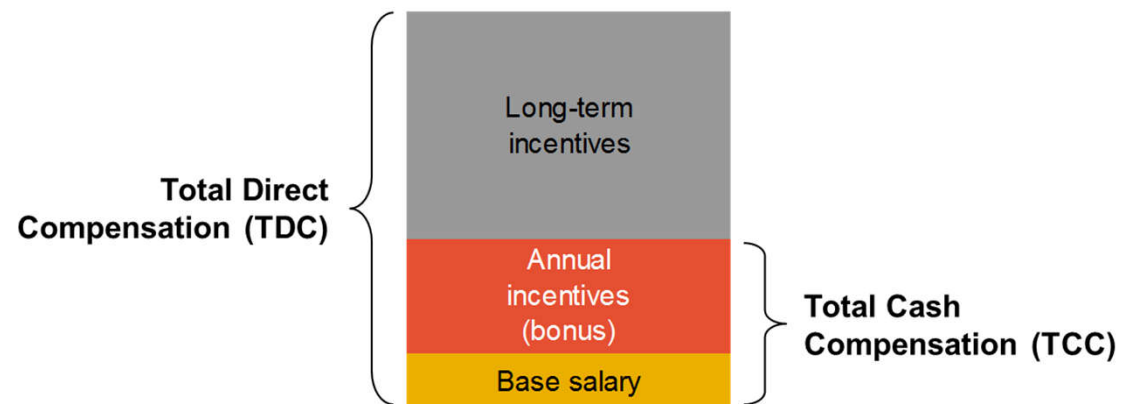 Long-term
incentives
Total Direct
Compensation (TDC)
Annual
incentives
(bonus)
Total Cash
Compensation (TCC)
Base salary